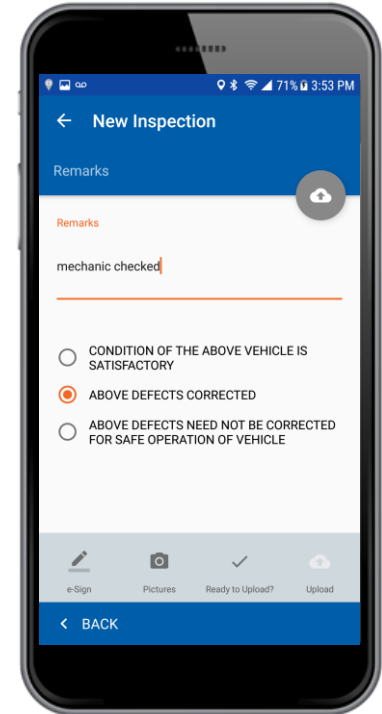 71% 3:53 PM
New Inspection
Remarks
Remarks
mechanic checked
CONDITION OF THE ABOVE VEHICLE IS
SATISFACTORY
ABOVE DEFECTS CORRECTED
ABOVE DEFECTS NEED NOT BE CORRECTED
FOR SAFE OPERATION OF VEHICLE
e-Sign Pictures Ready to Upload? Upload
BACK